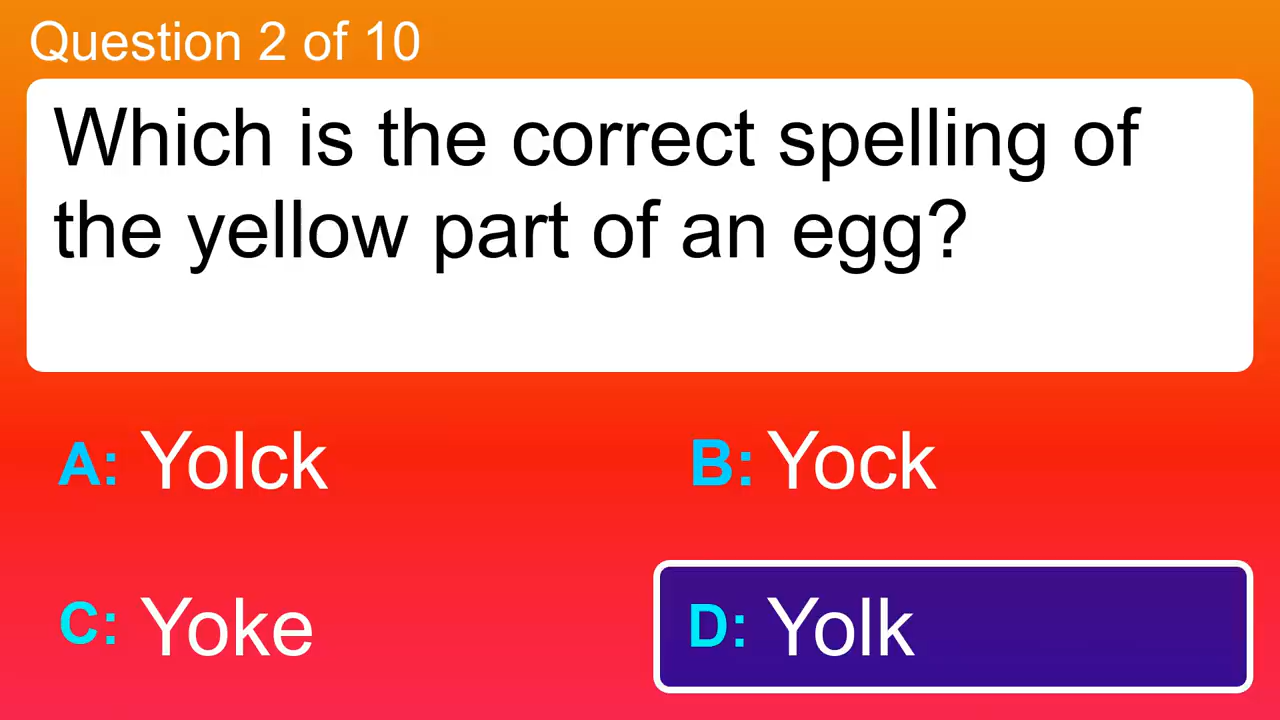 Question 2 of 10
Which is the correct spelling of
the yellow part of an egg?
A: Yolck
B: Yock
C: Yoke
D: Yolk